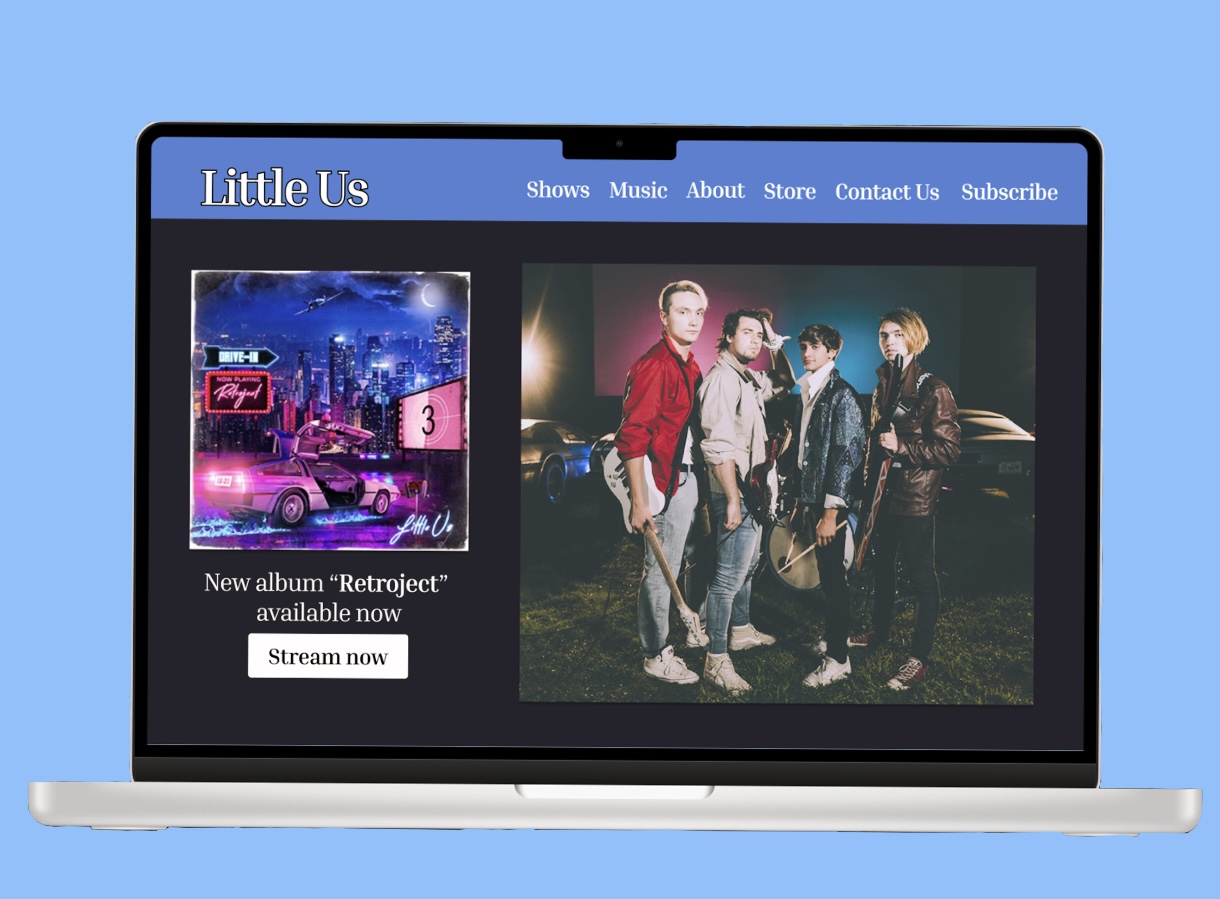 Little Us
Shows Music About Store Contact Us Subscribe
DRIVE-IN
NOW PLAYING
Retroject
3
Little Us
New album “Retroject”
available now
Stream now